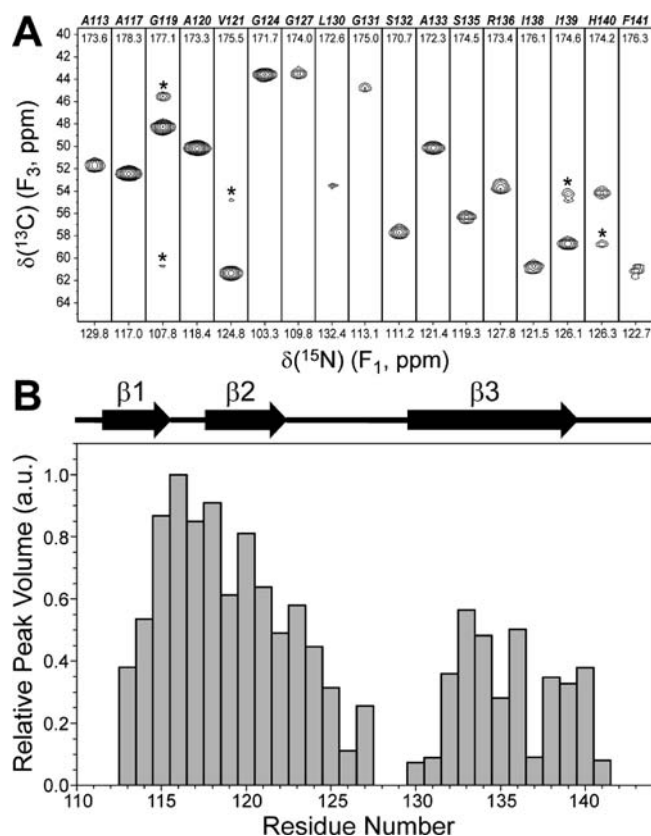 A
A113 A117 G119 A120 V121 G124 G127 L130 G131 S132 A133 S135 R136 I138 I139 H140 F141
173.6 178.3 177.1 173.3 175.5 171.7 174.0 172.6 175.0 170.7 172.3 174.5 173.4 176.1 174.6 174.2 176.3
40
44
46
48
52
56
60
62
64
δ(¹³C) (F₃, ppm)
* * * * *
129.8 117.0 107.8 118.4 124.8 103.3 109.8 132.4 113.1 111.2 121.4 119.3 127.8 121.5 126.1 126.3 122.7
δ(¹⁵N) (F₁, ppm)
B
β1 β2 β3
Relative Peak Volume (a.u.)
1.0
0.8
0.6
0.4
0.2
0.0
110 115 120 125 130 135 140
Residue Number